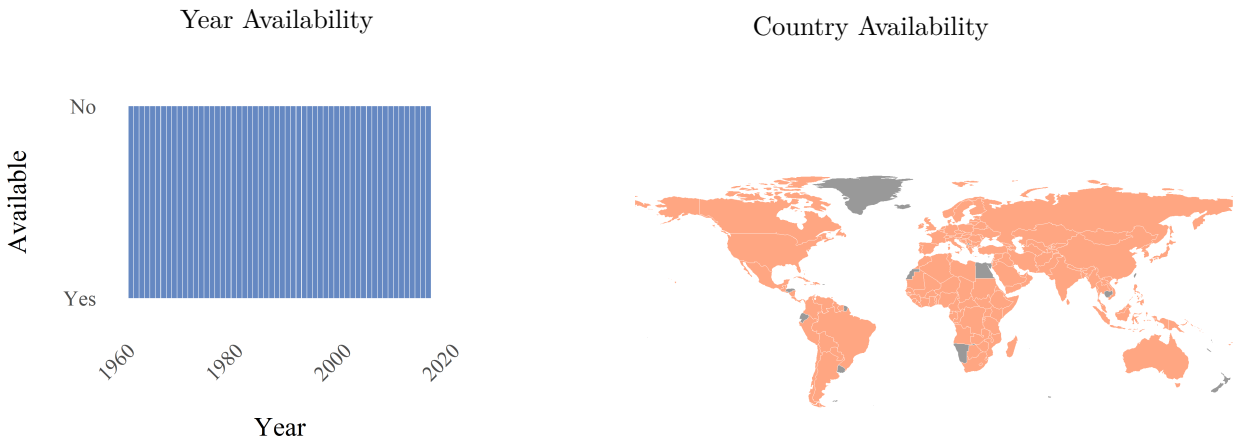 Year Availability
Available
No
Yes
1960
1980
2000
2020
Year
Country Availability